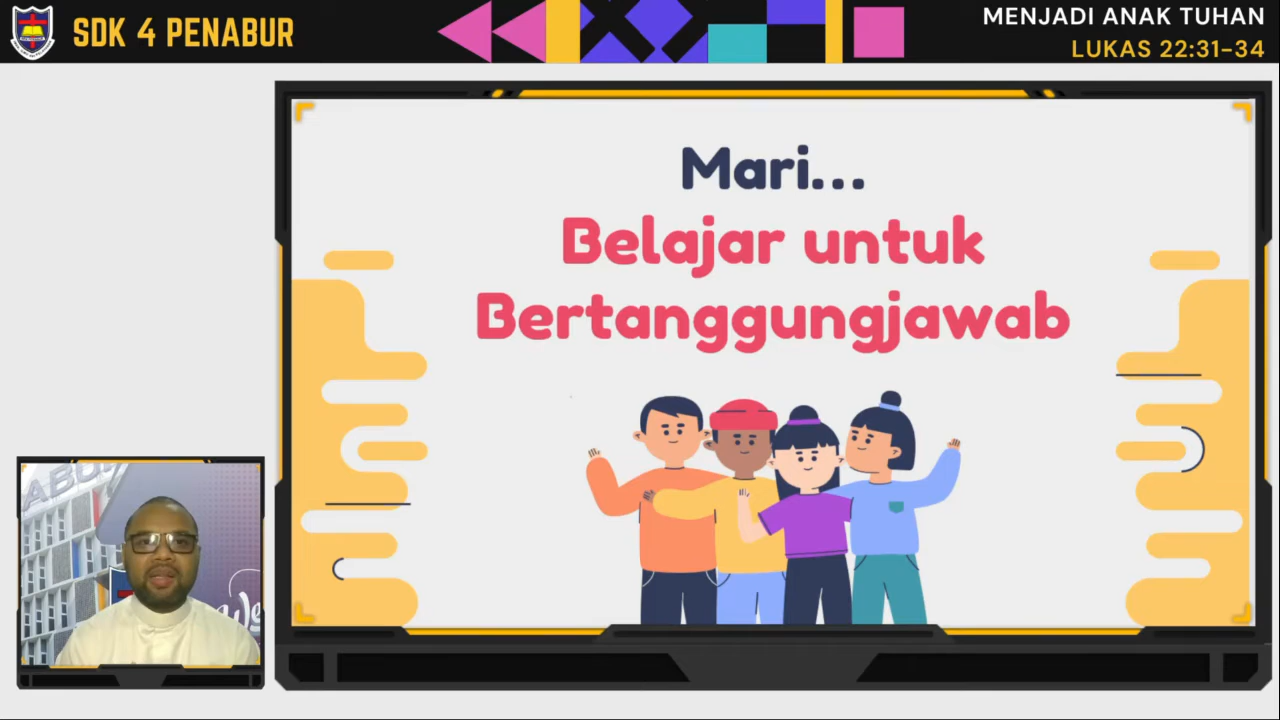 SDK 4 PENABUR
MENJADI ANAK TUHAN
LUKAS 22:31-34
Mari...
Belajar untuk
Bertanggungjawab